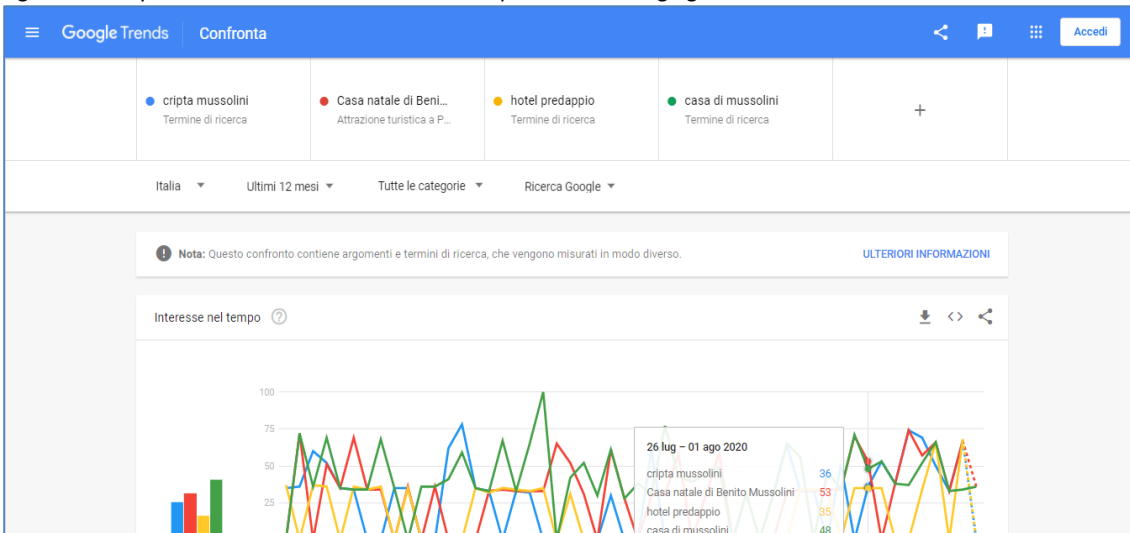 Google Trends Confronta Accedi
cripta mussolini
Termine di ricerca
Casa natale di Beni...
Attrazione turistica a P...
hotel predappio
Termine di ricerca
casa di mussolini
Termine di ricerca
+
Italia Ultimi 12 mesi Tutte le categorie Ricerca Google
Nota: Questo confronto contiene argomenti e termini di ricerca, che vengono misurati in modo diverso. ULTERIORI INFORMAZIONI
Interesse nel tempo
100
75
50
25
26 lug – 01 ago 2020
cripta mussolini 36
Casa natale di Benito Mussolini 53
hotel predappio 35
casa di mussolini 48